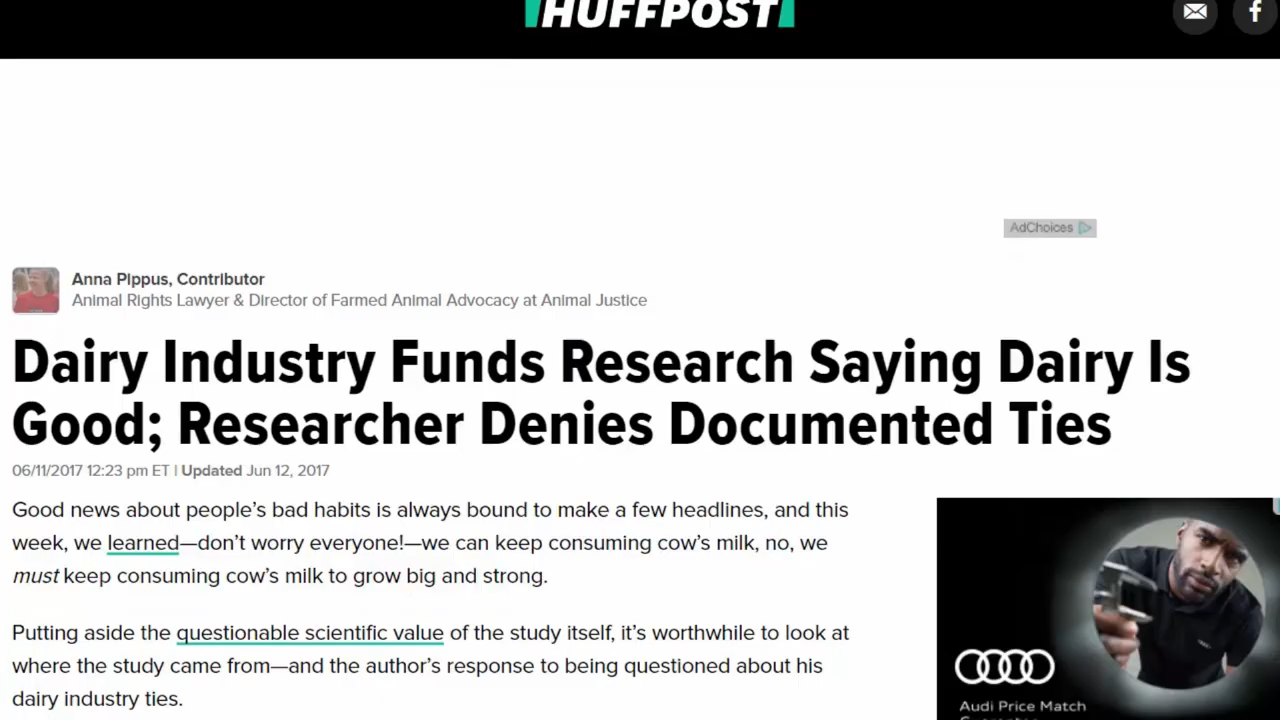 HUFFPOST
AdChoices
Anna Pippus, Contributor
Animal Rights Lawyer & Director of Farmed Animal Advocacy at Animal Justice
Dairy Industry Funds Research Saying Dairy Is
Good; Researcher Denies Documented Ties
06/11/2017 12:23 pm ET | Updated Jun 12, 2017
Good news about people’s bad habits is always bound to make a few headlines, and this
week, we learned—don’t worry everyone!—we can keep consuming cow’s milk, no, we
must keep consuming cow’s milk to grow big and strong.
Putting aside the questionable scientific value of the study itself, it’s worthwhile to look at
where the study came from—and the author’s response to being questioned about his
dairy industry ties.
Audi Price Match